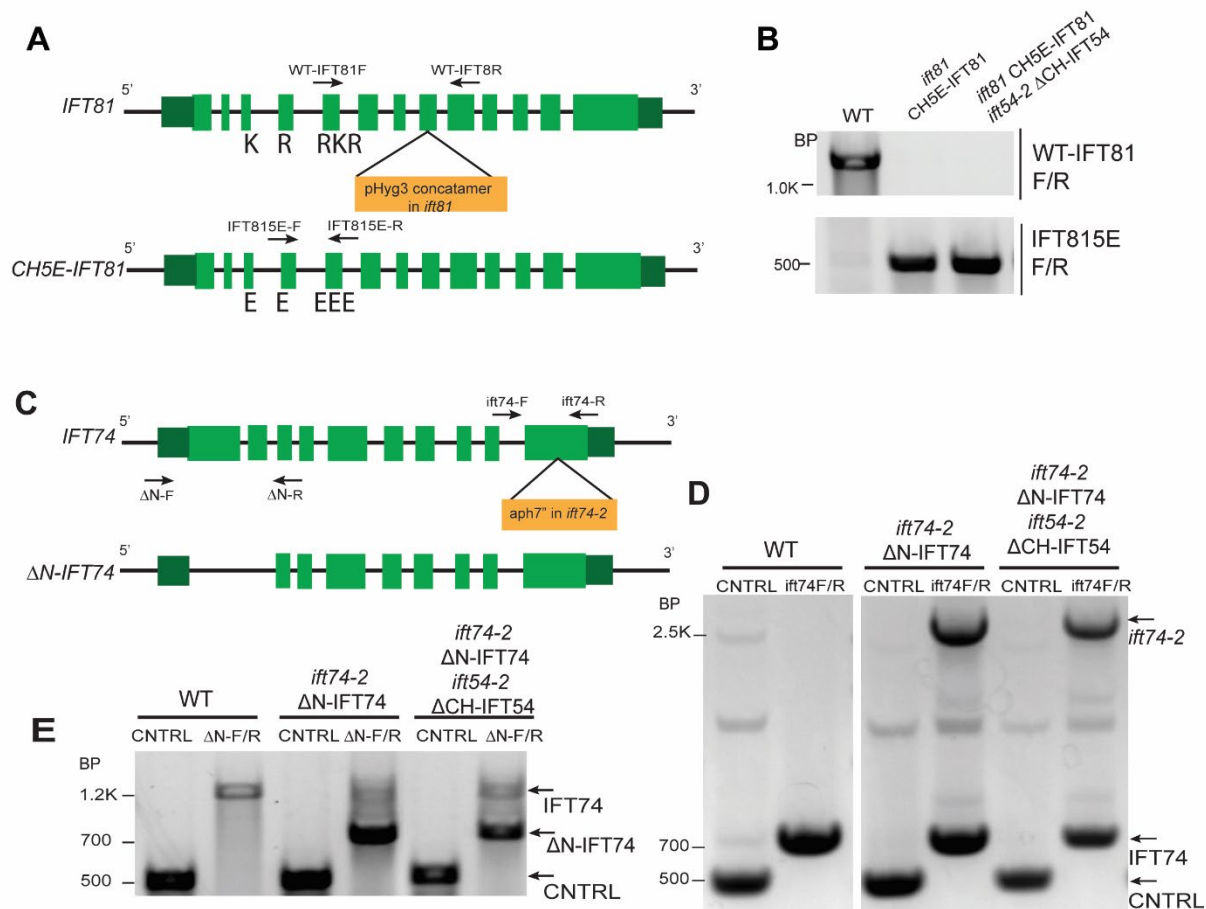 A
5'
WT-IFT81F
WT-IFT8R
3'
IFT81
K R RKR
pHyg3 concatamer
in ift81
5'
IFT815E-F
IFT815E-R
3'
CH5E-IFT81
E E EEE
B
WT
ift81
CH5E-IFT81
ift81 CH5E-IFT81
ift54-2 ΔCH-IFT54
BP
1.0K
WT-IFT81
F/R
500
IFT815E
F/R
C
5'
ift74-F
ift74-R
3'
IFT74
ΔN-F
ΔN-R
aph7" in ift74-2
5'
3'
ΔN-IFT74
D
WT
ift74-2
ΔN-IFT74
ift74-2
ΔN-IFT74
ift54-2
ΔCH-IFT54
CNTRL ift74F/R CNTRL ift74F/R CNTRL ift74F/R
BP
2.5K
700
500
ift74-2
IFT74
CNTRL
E
WT
ift74-2
ΔN-IFT74
ift74-2
ΔN-IFT74
ift54-2
ΔCH-IFT54
CNTRL ΔN-F/R CNTRL ΔN-F/R CNTRL ΔN-F/R
BP
1.2K
700
500
IFT74
ΔN-IFT74
CNTRL